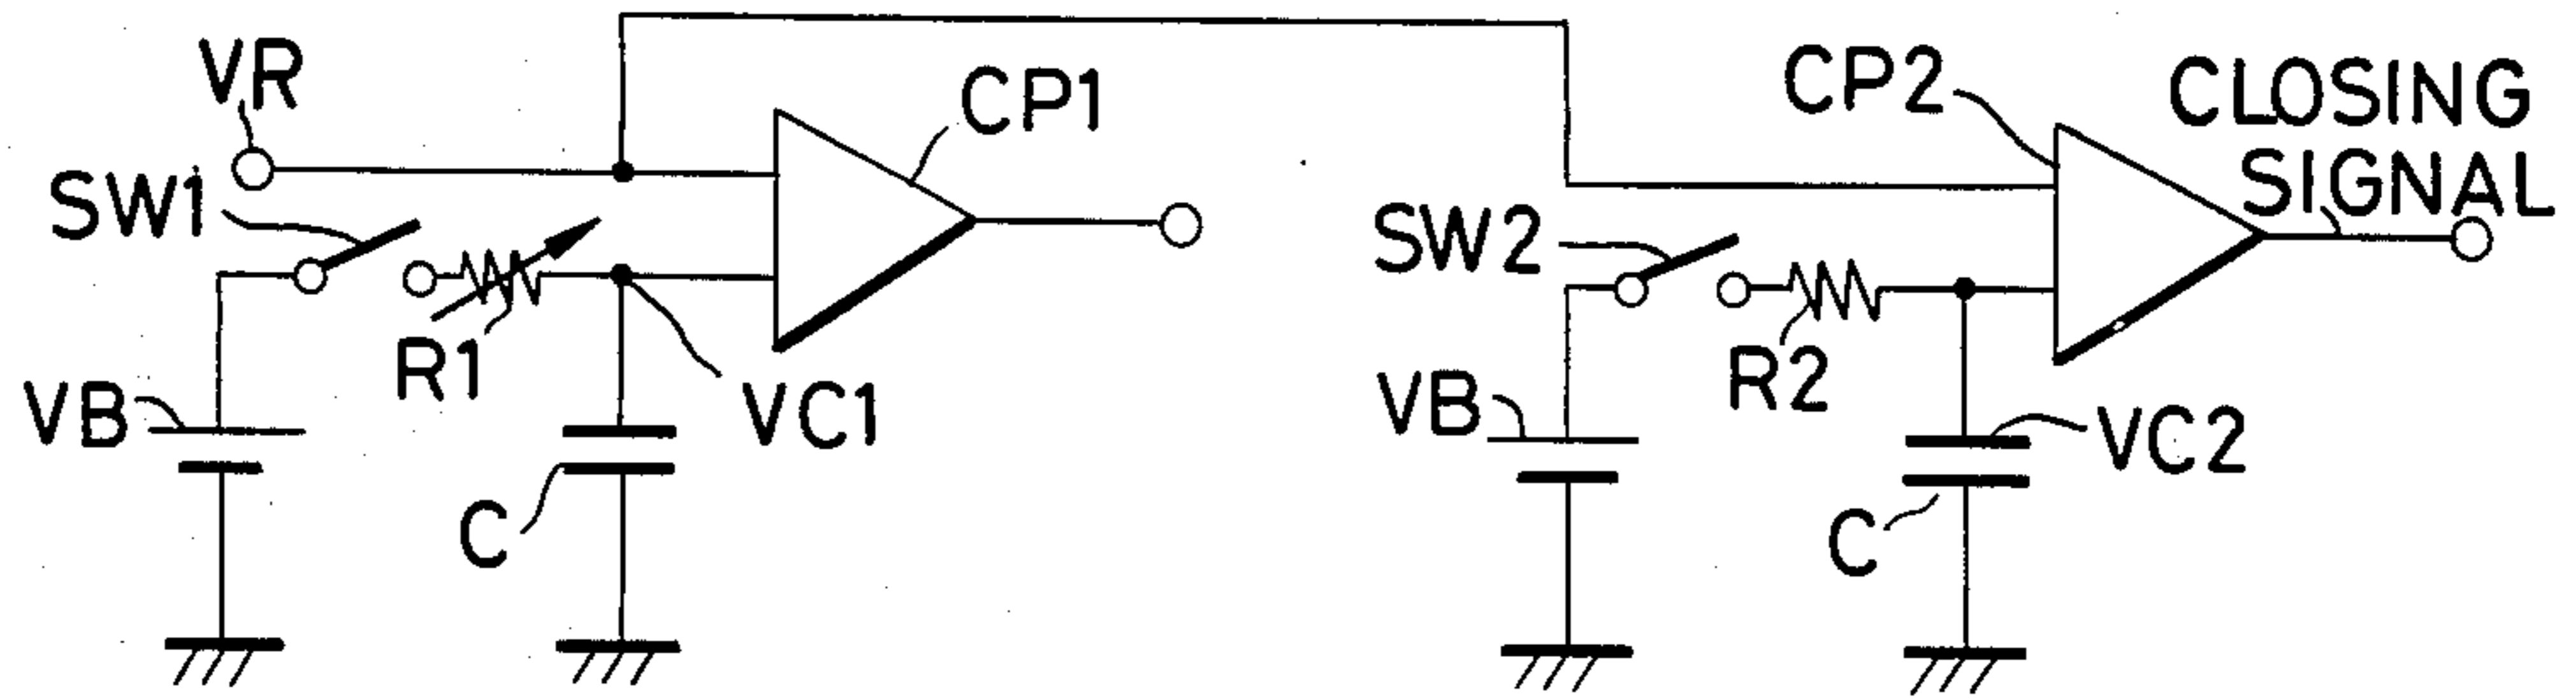 VR
CP1
SW1
R1
VB
VC1
C
CP2
CLOSING
SIGNAL
SW2
R2
VB
VC2
C